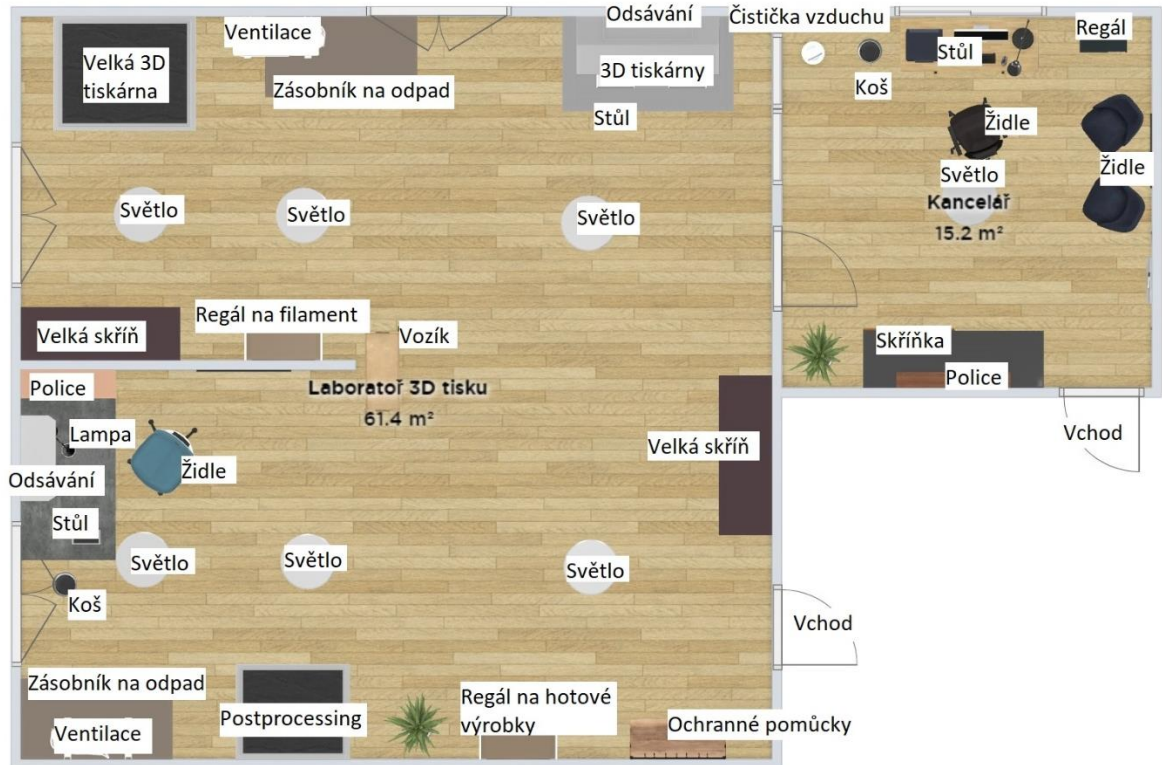 Odsávání
Čistička vzduchu
Ventilace
Regál
Velká 3D
tiskárna
Stůl
3D tiskárny
Zásobník na odpad
Koš
Stůl
Židle
Židle
Světlo
Světlo
Světlo
Světlo
Kancelář
15.2 m²
Regál na filament
Velká skříň
Vozík
Skříňka
Police
Police
Laboratoř 3D tisku
61.4 m²
Lampa
Vchod
Velká skříň
Židle
Odsávání
Stůl
Světlo
Světlo
Světlo
Koš
Vchod
Zásobník na odpad
Regál na hotové
výrobky
Postprocessing
Ochranné pomůcky
Ventilace